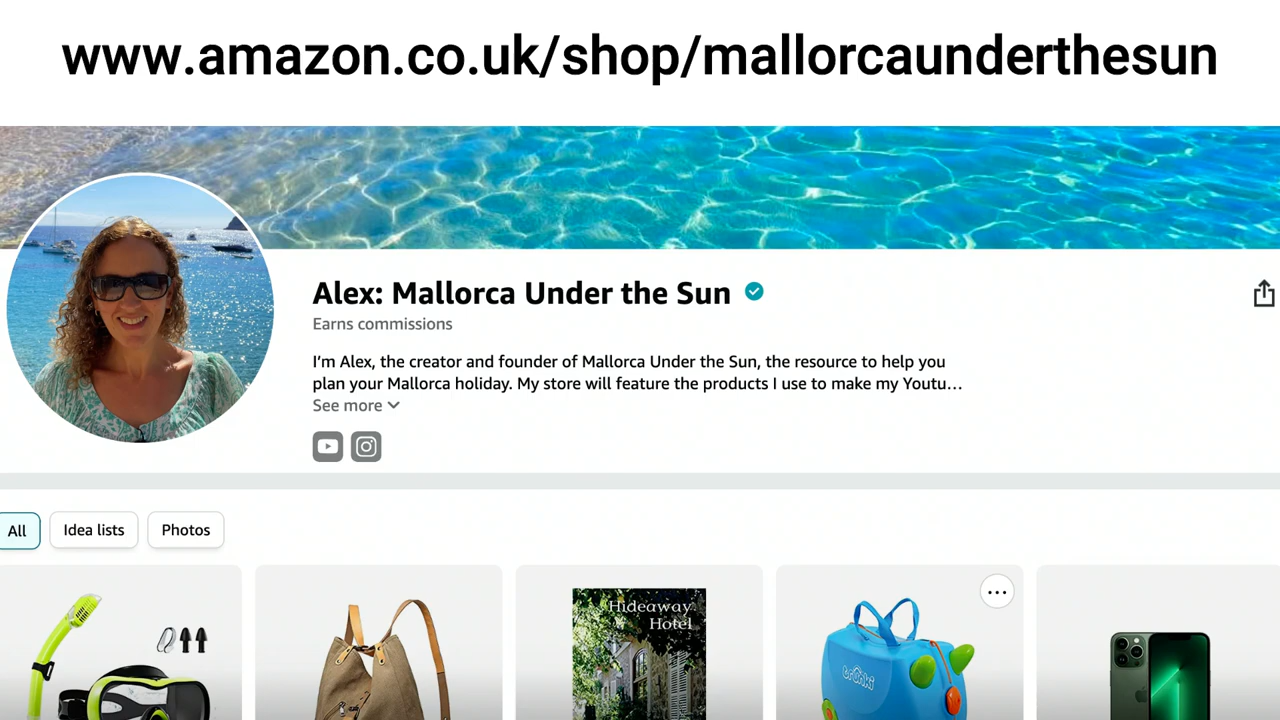 www.amazon.co.uk/shop/mallorcaunderthesun
Alex: Mallorca Under the Sun
Earns commissions
I'm Alex, the creator and founder of Mallorca Under the Sun, the resource to help you
plan your Mallorca holiday. My store will feature the products I use to make my Youtu...
See more
All
Idea lists
Photos
Hideaway
Hotel
trunki